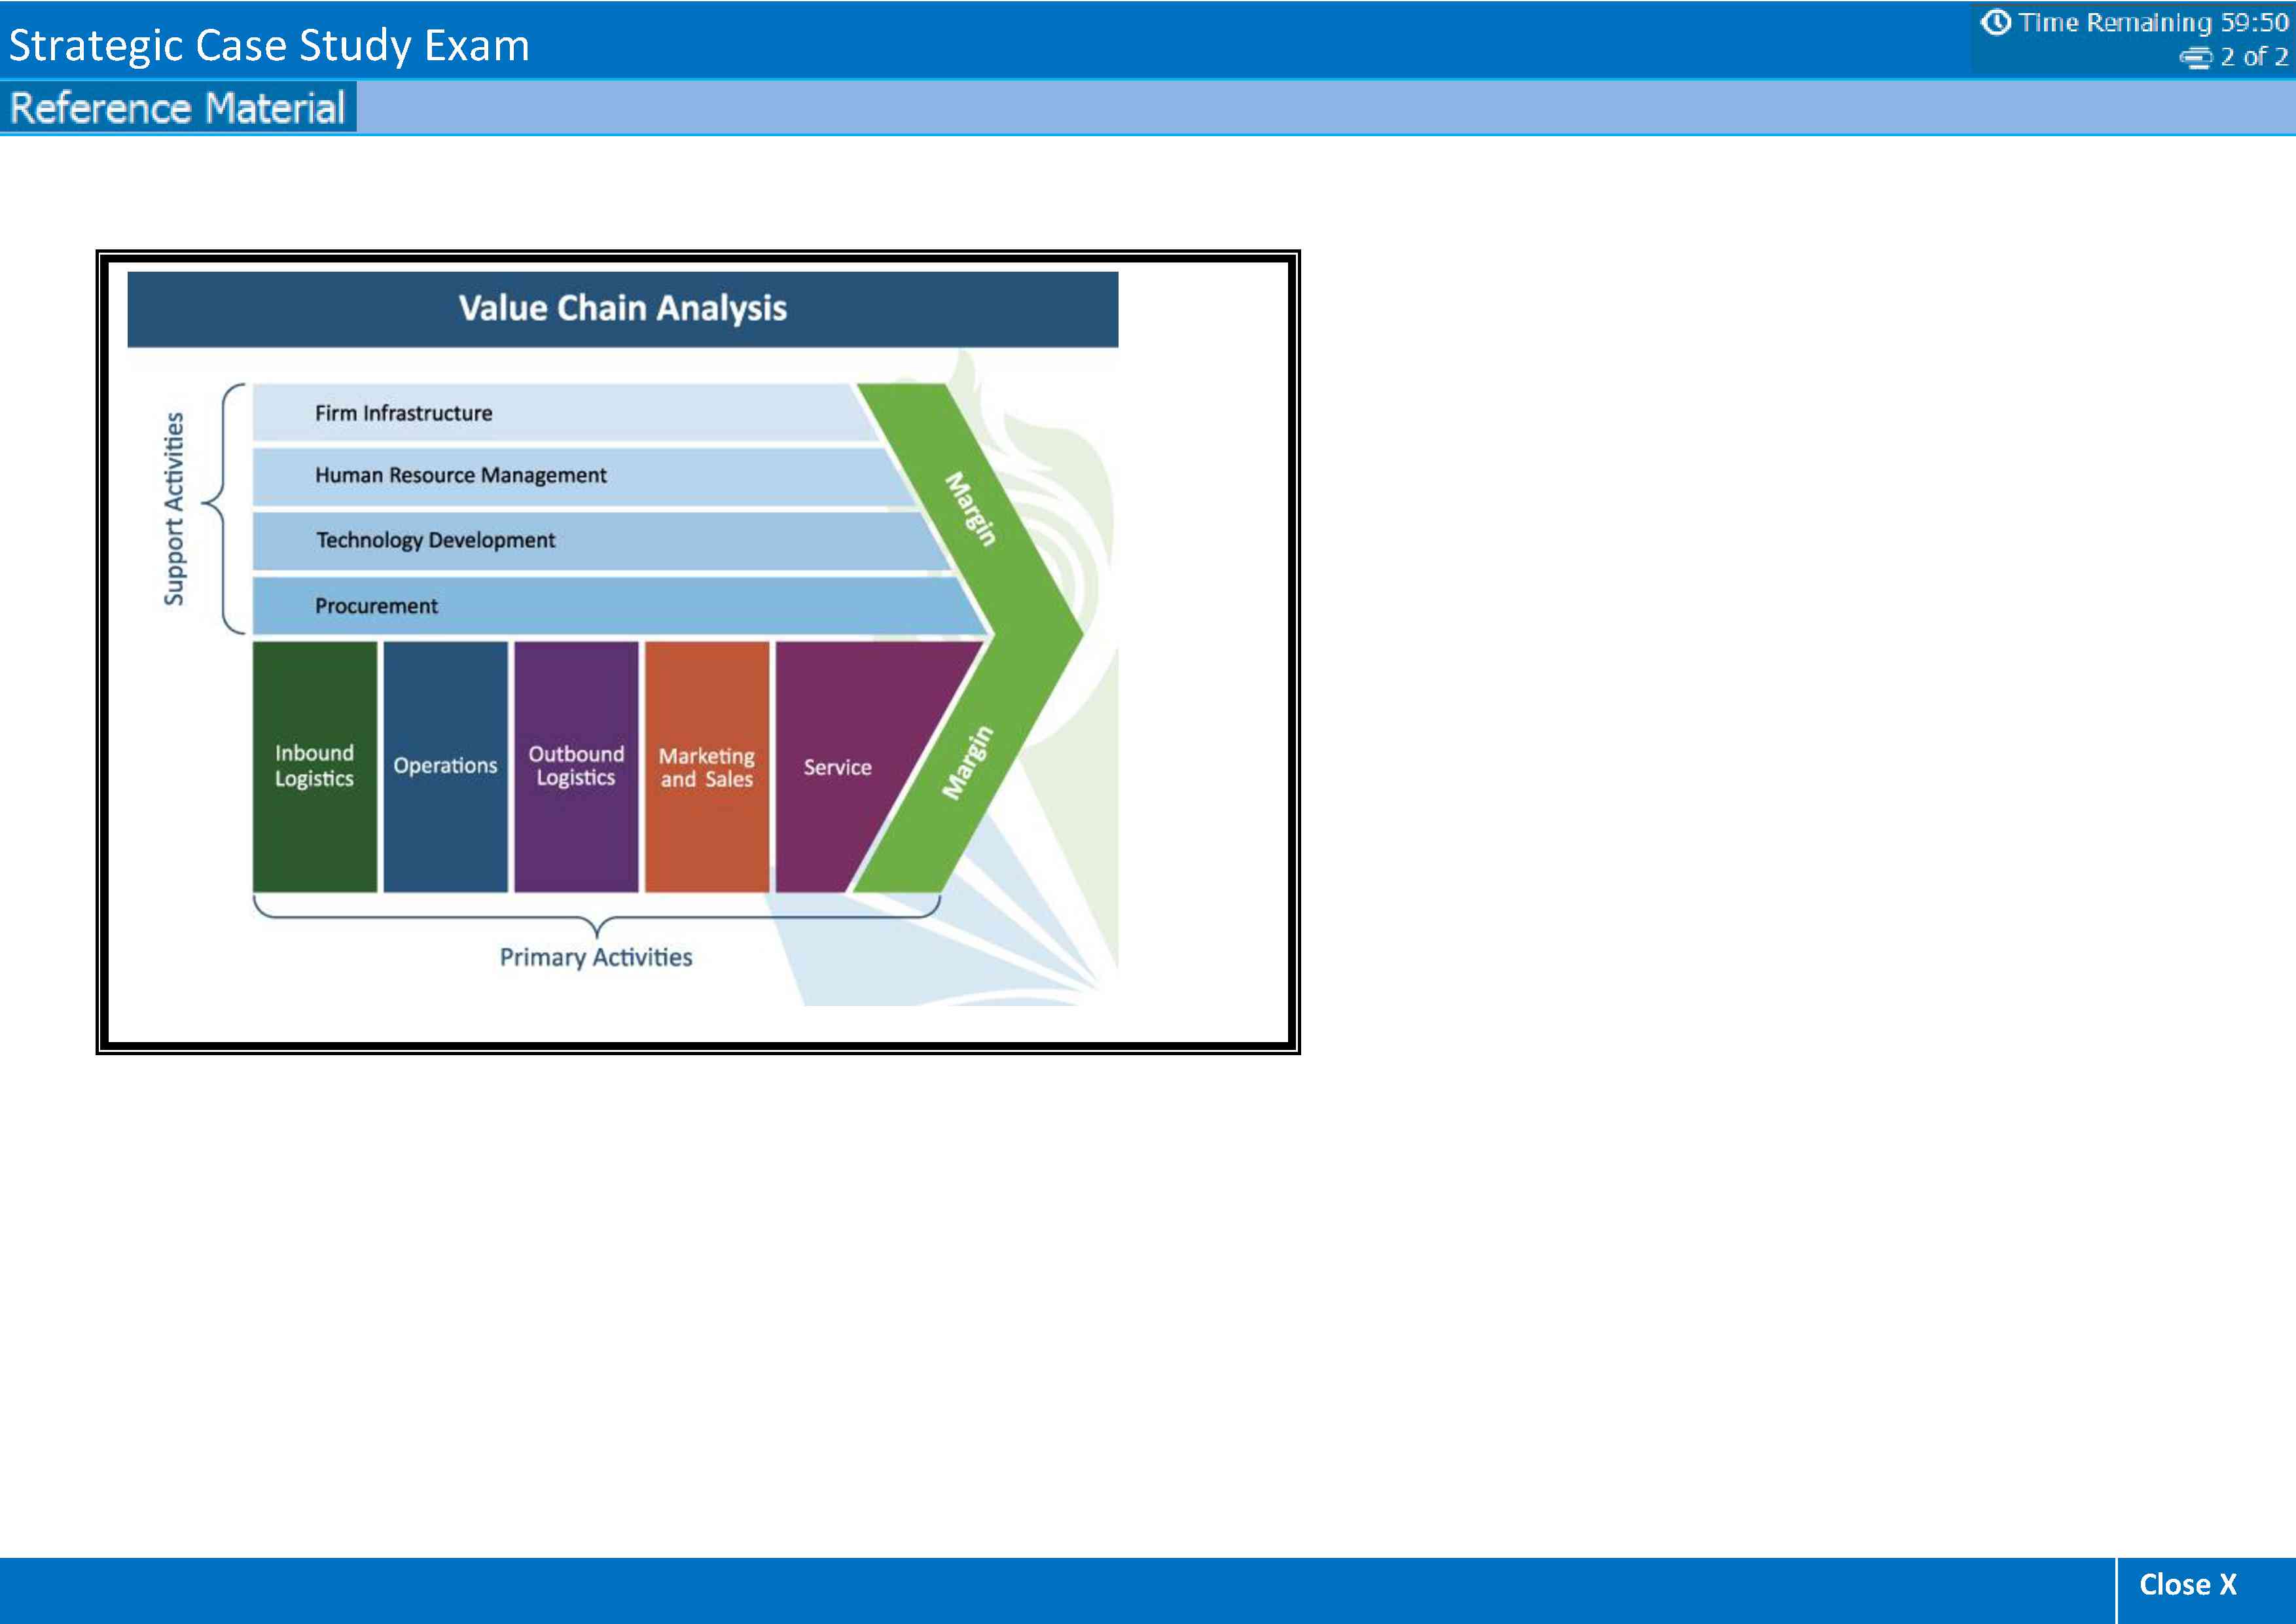 Strategic Case Study Exam
Time Remaining 59:50
2 of 2
Reference Material
Value Chain Analysis
Support Activities
Firm Infrastructure
Human Resource Management
Technology Development
Procurement
Margin
Inbound
Logistics
Operations
Outbound
Logistics
Marketing
and Sales
Service
Margin
Primary Activities
Close X